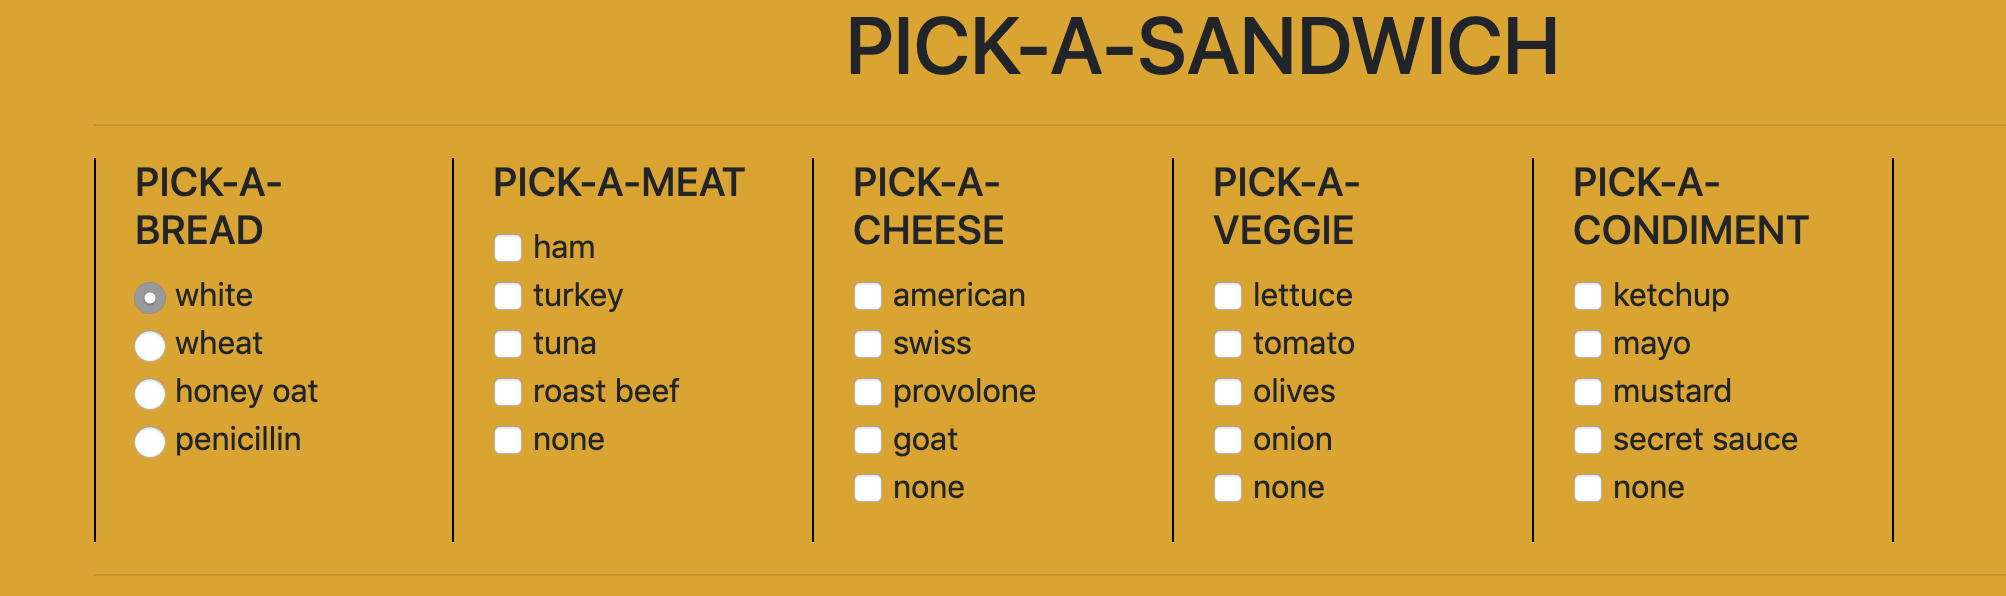 PICK-A-SANDWICH
PICK-A-
BREAD
white
wheat
honey oat
penicillin
PICK-A-MEAT
ham
turkey
tuna
roast beef
none
PICK-A-
CHEESE
american
swiss
provolone
goat
none
PICK-A-
VEGGIE
lettuce
tomato
olives
onion
none
PICK-A-
CONDIMENT
ketchup
mayo
mustard
secret sauce
none